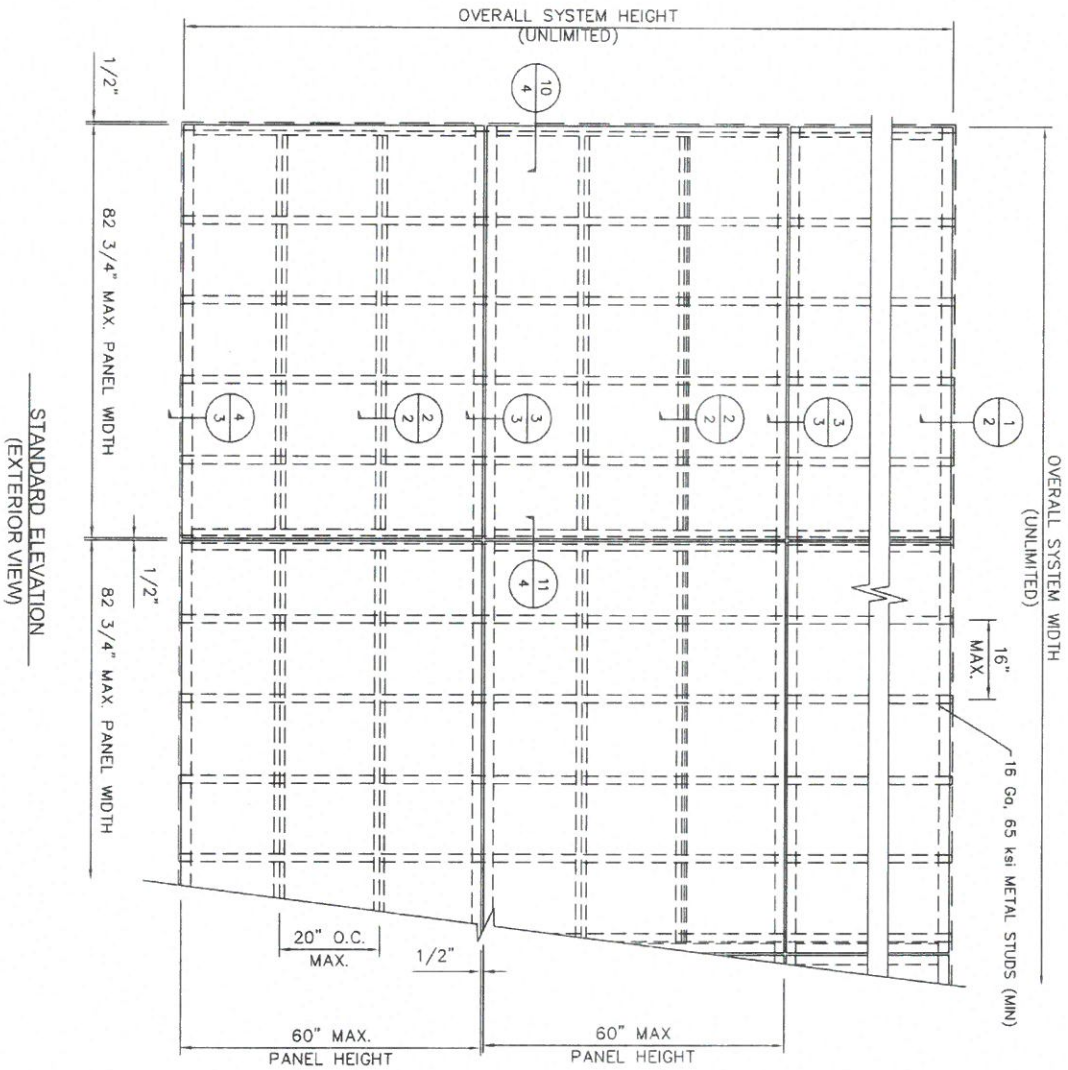 OVERALL SYSTEM HEIGHT
(UNLIMITED)
OVERALL SYSTEM WIDTH
(UNLIMITED)
1/2"
82 3/4" MAX. PANEL WIDTH
1/2"
82 3/4" MAX. PANEL WIDTH
10
4
4
3
2
2
3
3
2
2
3
3
1
2
11
4
16"
MAX.
16 Ga, 65 ksi METAL STUDS (MIN)
20" O.C.
MAX.
1/2"
60" MAX.
PANEL HEIGHT
60" MAX
PANEL HEIGHT
STANDARD ELEVATION
(EXTERIOR VIEW)